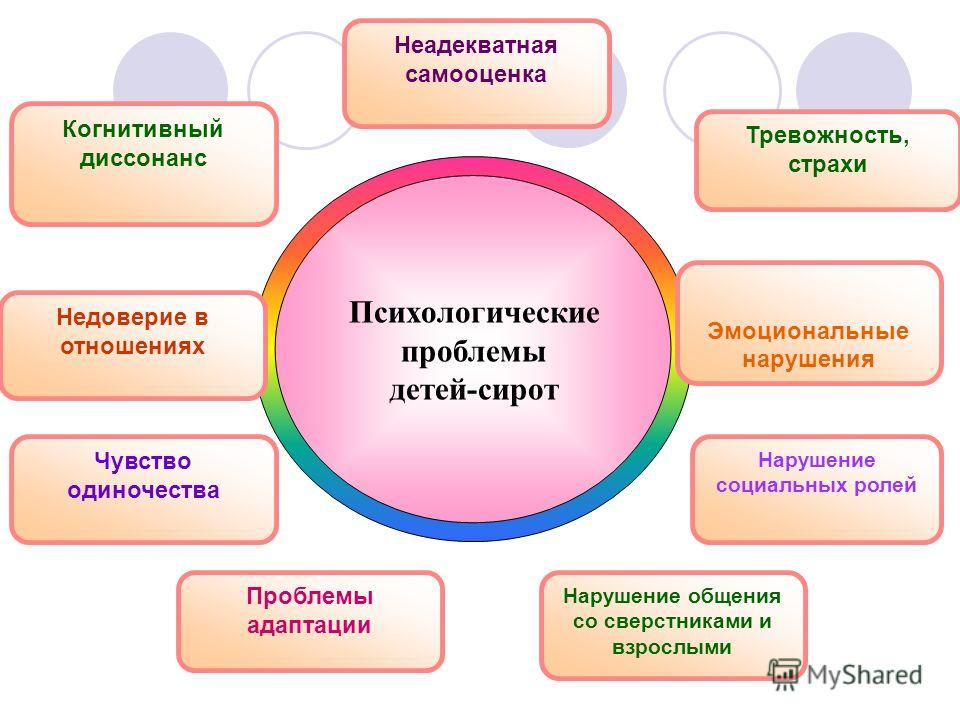 Неадекватная
самооценка
Когнитивный
диссонанс
Тревожность,
страхи
Психологические
проблемы
детей-сирот
Недоверие в
отношениях
Эмоциональные
нарушения
Чувство
одиночества
Нарушение
социальных ролей
Проблемы
адаптации
Нарушение общения
со сверстниками и
взрослыми
MyShared